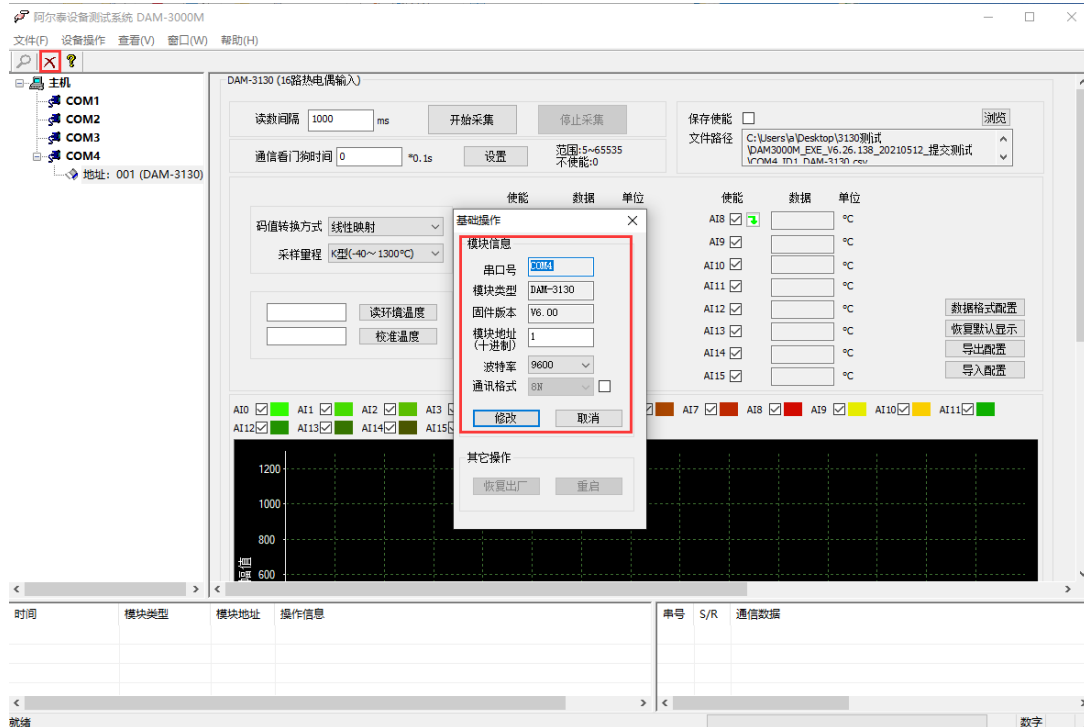 阿尔泰设备测试系统 DAM-3000M
文件(F) 设备操作 查看(V) 窗口(W) 帮助(H)
主机
COM1
COM2
COM3
COM4
地址: 001 (DAM-3130)
DAM-3130 (16路热电偶输入)
读数间隔 1000 ms 开始采集 停止采集
通信看门狗时间 0 *0.1s 设置 范围:5~65535
不使能:0
保存使能 浏览
文件路径 C:\Users\a\Desktop\3130测试
\DAM3000M_EXE_V6.26.138_20210512_提交测试
\COM4_ID1_DAM-3130.csv
使能 数据 单位 使能 数据 单位
码值转换方式 线性映射
采样量程 K型(-40~1300°C)
读环境温度
校准温度
AI8 °C
AI9 °C
AI10 °C
AI11 °C
AI12 °C
AI13 °C
AI14 °C
AI15 °C
数据格式配置
恢复默认显示
导出配置
导入配置
基础操作
模块信息
串口号 COM4
模块类型 DAM-3130
固件版本 V6.00
模块地址
(十进制) 1
波特率 9600
通讯格式 8N
修改 取消
其它操作
恢复出厂 重启
AI0 AI1 AI2 AI3 AI7 AI8 AI9 AI10 AI11
AI12 AI13 AI14 AI15
1200
1000
800
600
幅值
时间 模块类型 模块地址 操作信息 串号 S/R 通信数据
就绪 数字